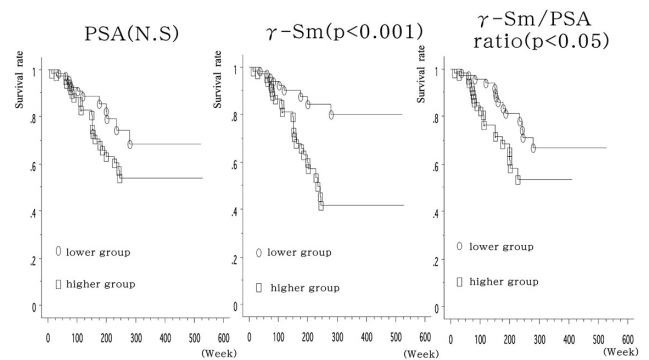 PSA(N.S)
Survival rate
1
.8
.6
.4
.2
0
lower group
higher group
0 100 200 300 400 500 600
(Week)
γ-Sm(p<0.001)
Survival rate
1
.8
.6
.4
.2
0
lower group
higher group
0 100 200 300 400 500 600
(Week)
γ-Sm/PSA
ratio(p<0.05)
Survival rate
1
.8
.6
.4
.2
0
lower group
higher group
0 100 200 300 400 500 600
(Week)